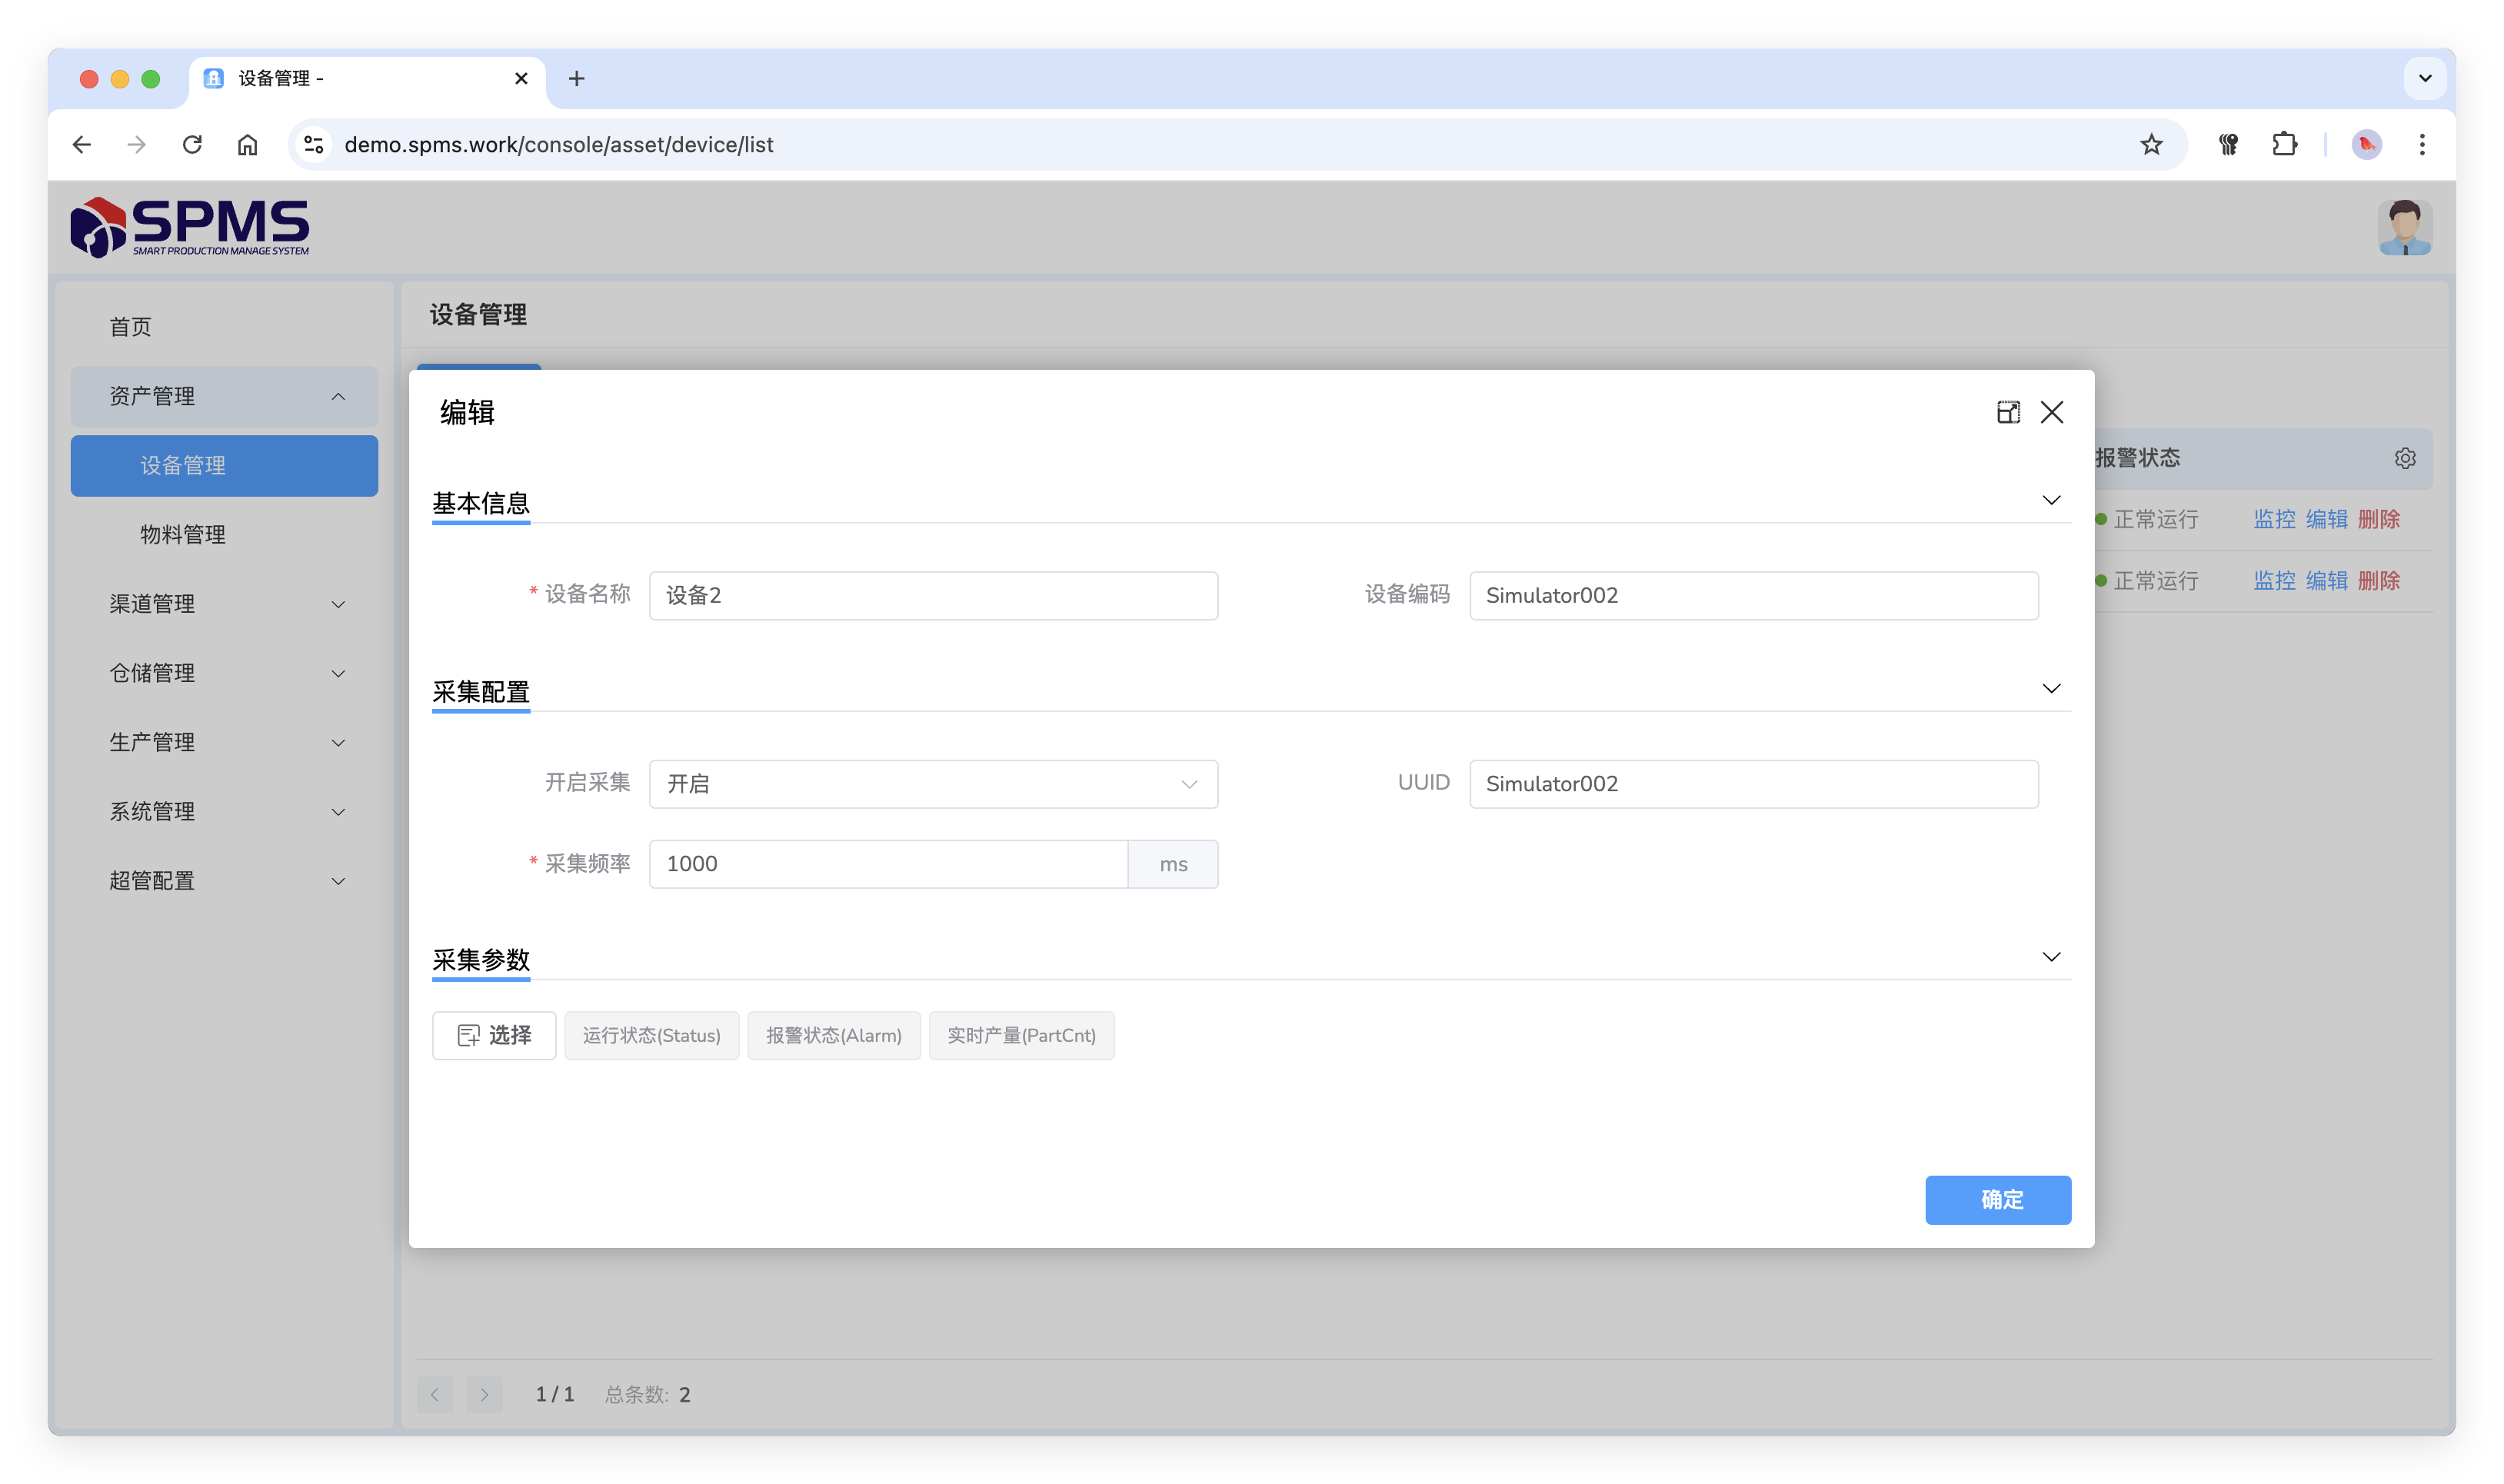 设备管理 -
demo.spms.work/console/asset/device/list
SPMS
SMART PRODUCTION MANAGE SYSTEM
首页
资产管理
设备管理
物料管理
渠道管理
仓储管理
生产管理
系统管理
超管配置
设备管理
报警状态
正常运行 监控 编辑 删除
正常运行 监控 编辑 删除
编辑
基本信息
* 设备名称 设备2 设备编码 Simulator002
采集配置
开启采集 开启 UUID Simulator002
* 采集频率 1000 ms
采集参数
选择 运行状态(Status) 报警状态(Alarm) 实时产量(PartCnt)
确定
1 / 1 总条数: 2